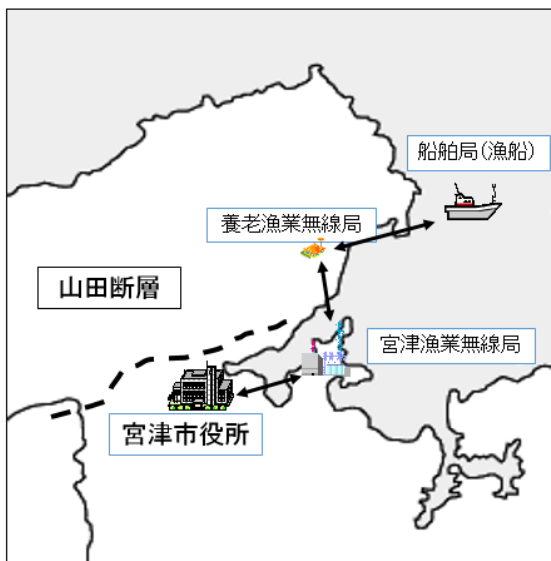 船舶局(漁船)
養老漁業無線局
山田断層
宮津漁業無線局
宮津市役所